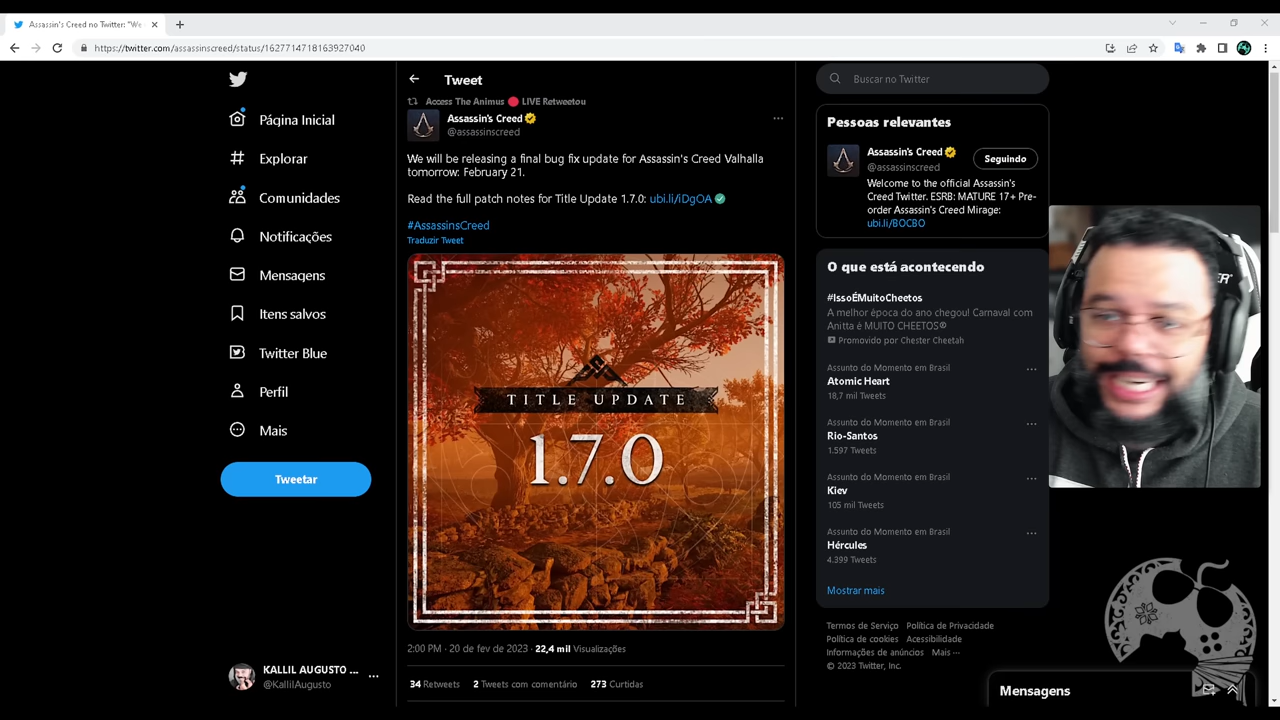 Assassin's Creed no Twitter: "We
https://twitter.com/assassinscreed/status/1627714718163927040
Página Inicial
Explorar
Comunidades
Notificações
Mensagens
Itens salvos
Twitter Blue
Perfil
Mais
Tweetar
KALLIL AUGUSTO ...
@KallilAugusto
Tweet
Access The Animus 🔴 LIVE Retweetou
Assassin's Creed
@assassinscreed
We will be releasing a final bug fix update for Assassin's Creed Valhalla
tomorrow: February 21.
Read the full patch notes for Title Update 1.7.0: ubi.li/iDgOA
#AssassinsCreed
Traduzir Tweet
TITLE UPDATE
1.7.0
2:00 PM · 20 de fev de 2023 · 22,4 mil Visualizações
34 Retweets 2 Tweets com comentário 273 Curtidas
Buscar no Twitter
Pessoas relevantes
Assassin's Creed
@assassinscreed
Seguindo
Welcome to the official Assassin's
Creed Twitter. ESRB: MATURE 17+ Pre-
order Assassin's Creed Mirage:
ubi.li/BOCBO
O que está acontecendo
#IssoÉMuitoCheetos
A melhor época do ano chegou! Carnaval com
Anitta é MUITO CHEETOS®
Promovido por Chester Cheetah
Assunto do Momento em Brasil
Atomic Heart
18,7 mil Tweets
Assunto do Momento em Brasil
Rio-Santos
1.597 Tweets
Assunto do Momento em Brasil
Kiev
105 mil Tweets
Assunto do Momento em Brasil
Hércules
4.399 Tweets
Mostrar mais
Termos de Serviço Política de Privacidade
Política de cookies Acessibilidade
Informações de anúncios Mais ···
© 2023 Twitter, Inc.
Mensagens